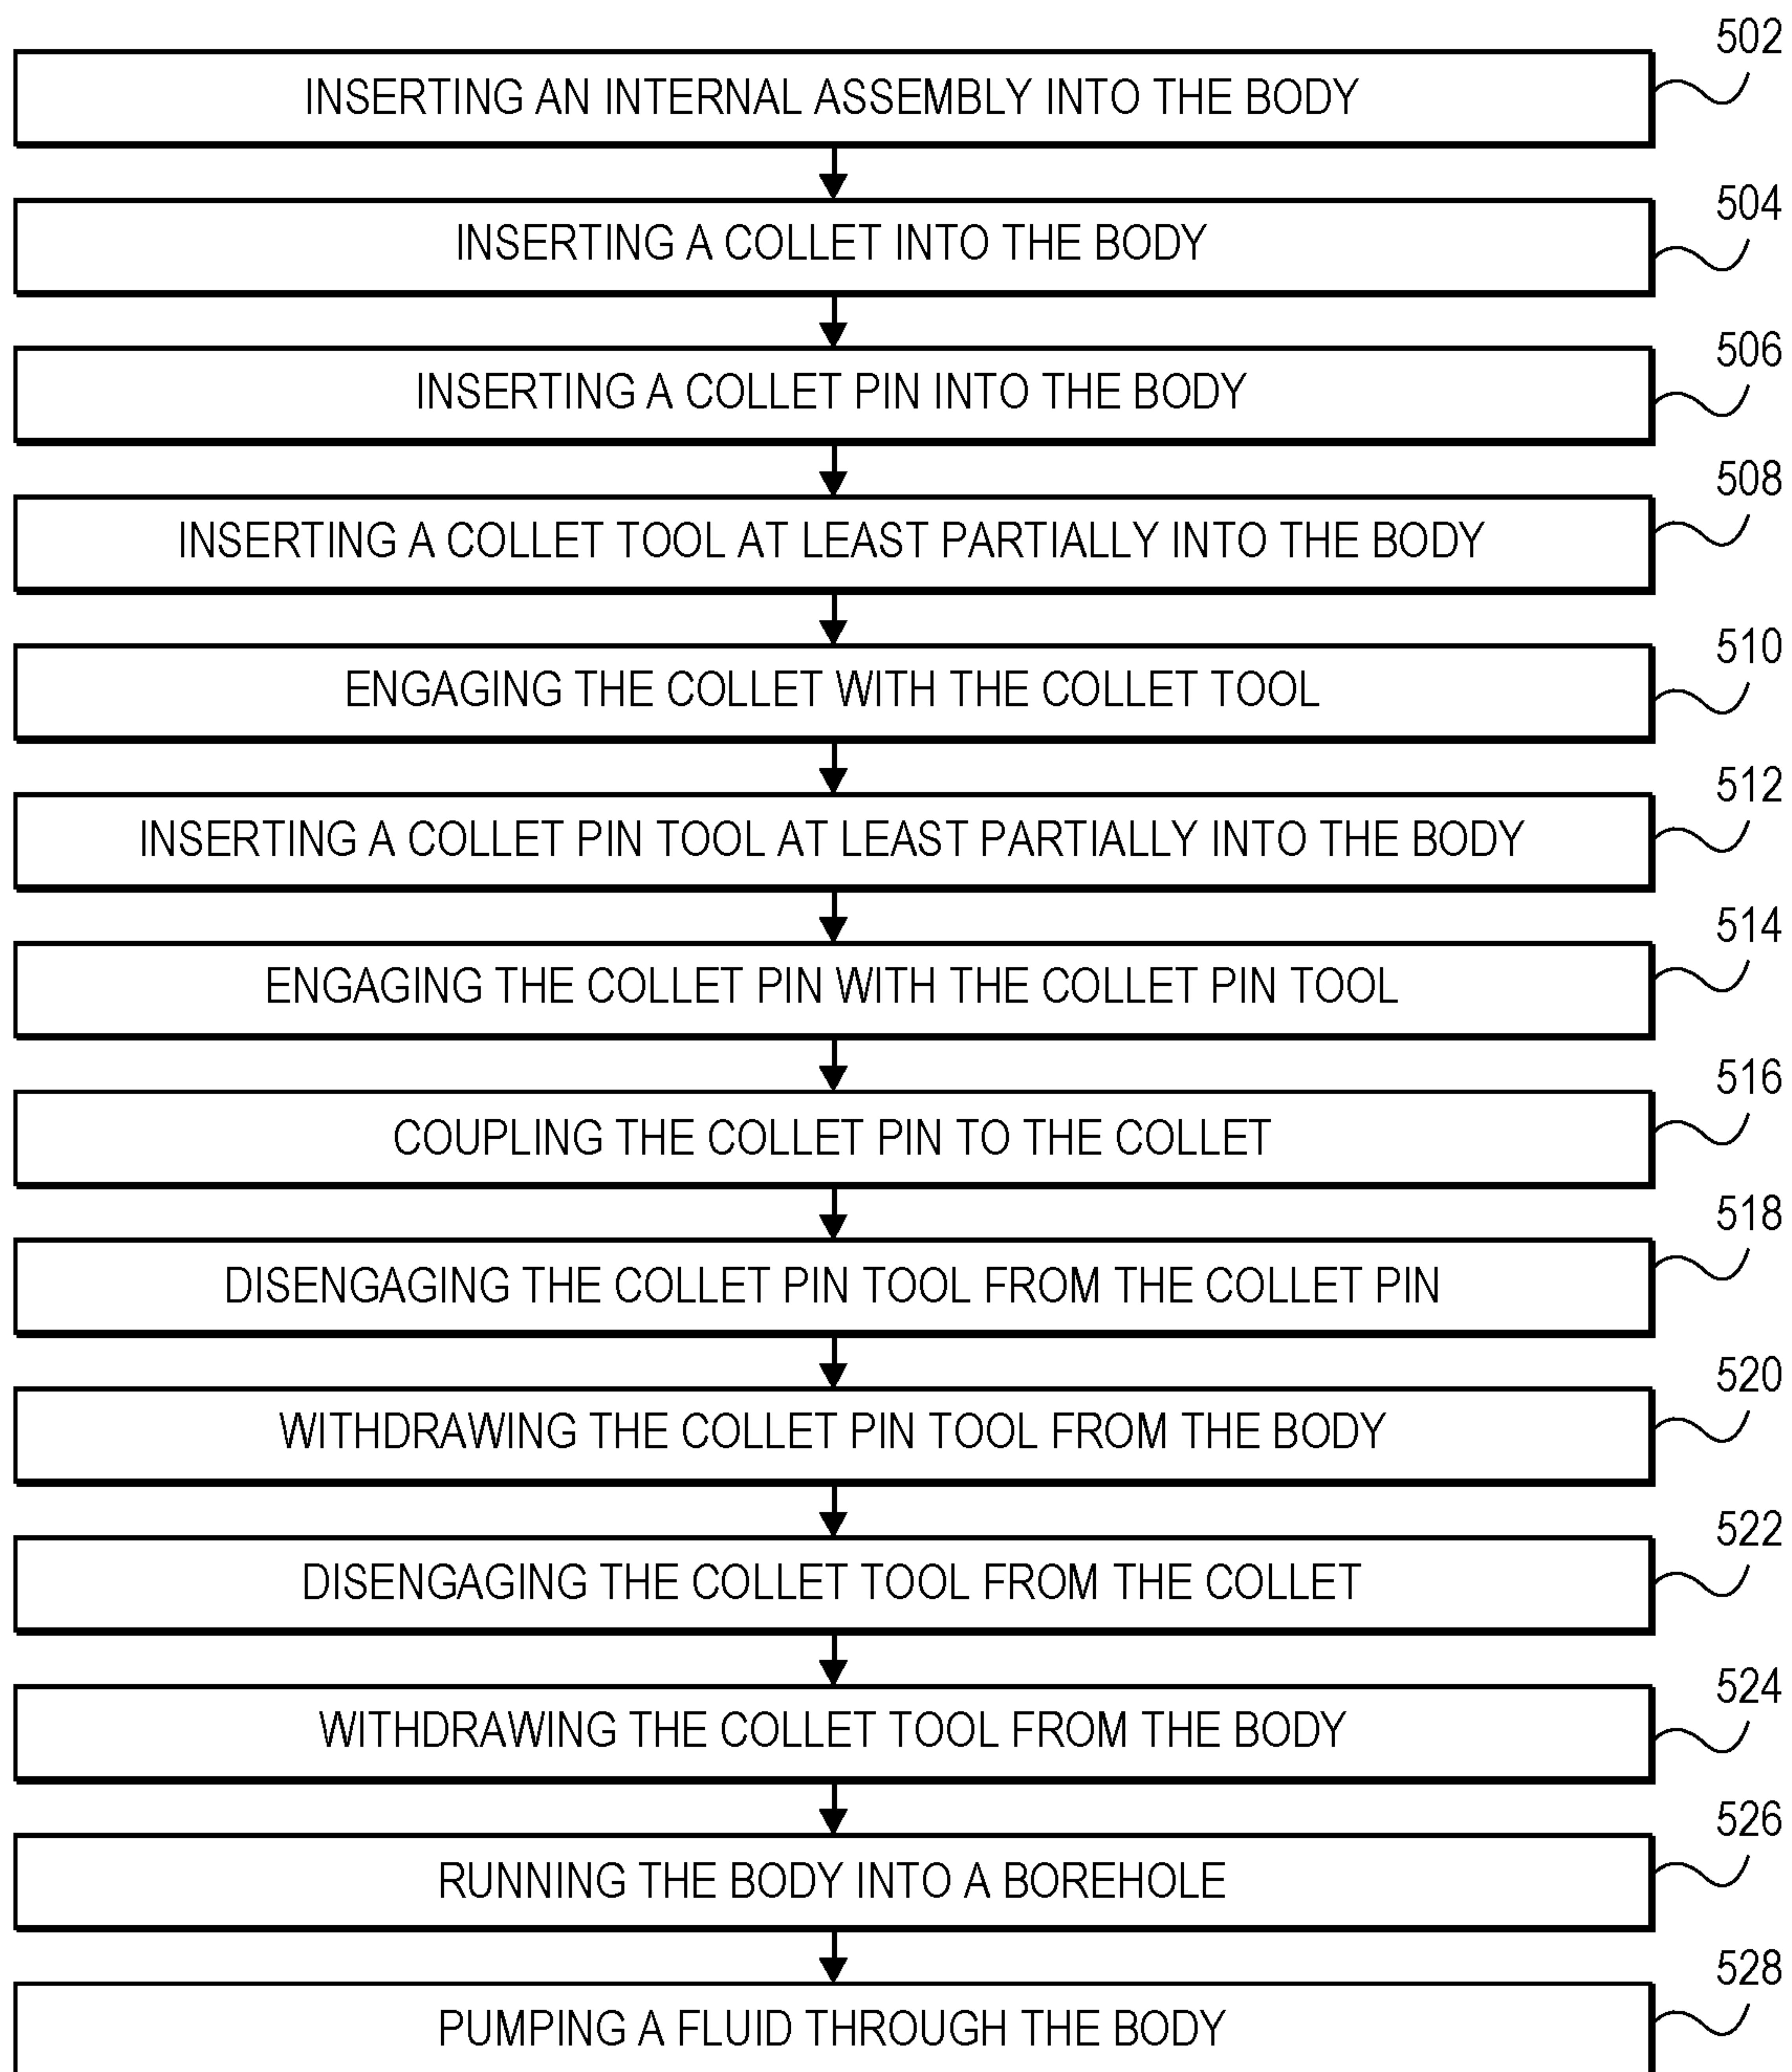 502
INSERTING AN INTERNAL ASSEMBLY INTO THE BODY
504
INSERTING A COLLET INTO THE BODY
506
INSERTING A COLLET PIN INTO THE BODY
508
INSERTING A COLLET TOOL AT LEAST PARTIALLY INTO THE BODY
510
ENGAGING THE COLLET WITH THE COLLET TOOL
512
INSERTING A COLLET PIN TOOL AT LEAST PARTIALLY INTO THE BODY
514
ENGAGING THE COLLET PIN WITH THE COLLET PIN TOOL
516
COUPLING THE COLLET PIN TO THE COLLET
518
DISENGAGING THE COLLET PIN TOOL FROM THE COLLET PIN
520
WITHDRAWING THE COLLET PIN TOOL FROM THE BODY
522
DISENGAGING THE COLLET TOOL FROM THE COLLET
524
WITHDRAWING THE COLLET TOOL FROM THE BODY
526
RUNNING THE BODY INTO A BOREHOLE
528
PUMPING A FLUID THROUGH THE BODY